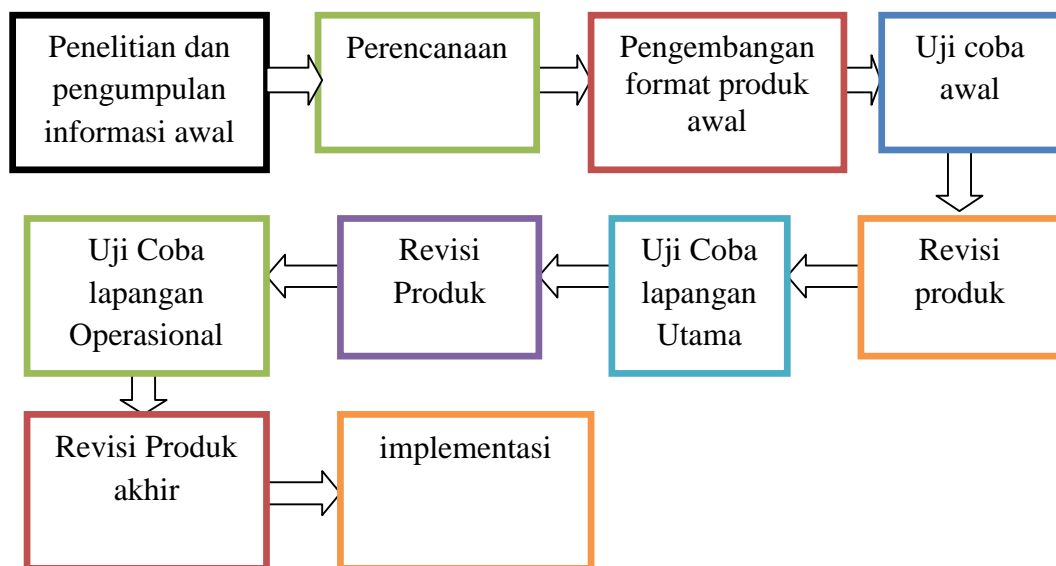 Penelitian dan
pengumpulan
informasi awal
Perencanaan
Pengembangan
format produk
awal
Uji coba
awal
Revisi
produk
Uji Coba
lapangan
Utama
Revisi
Produk
Uji Coba
lapangan
Operasional
Revisi Produk
akhir
implementasi